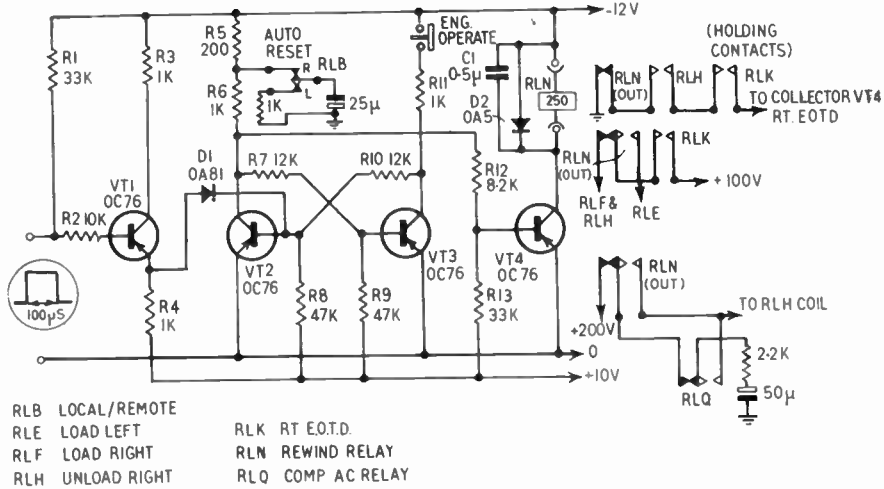 -12V
R1
33K
R3
1K
R5
200
AUTO
RESET
R
L
RLB
R6
1K
1K
25μ
ENG.
OPERATE
R11
1K
C1
0·5μ
D2
OA5
RLN
250
RLN
(OUT)
RLH
(HOLDING
CONTACTS)
RLK
TO COLLECTOR VT4
RT. EOTD
RLN
(OUT)
RLK
+100V
RLF &
RLH
RLE
D1
OA81
R7 12K
R10 12K
R12
8·2K
VT1
OC76
R2 10K
VT2
OC76
VT3
OC76
VT4
OC76
R4
1K
R8
47K
R9
47K
R13
33K
100μS
RLN
(OUT)
TO RLH COIL
+200V
0
+10V
2·2K
50μ
RLQ
RLB LOCAL/REMOTE
RLE LOAD LEFT
RLF LOAD RIGHT
RLH UNLOAD RIGHT
RLK RT E.O.T.D.
RLN REWIND RELAY
RLQ COMP AC RELAY